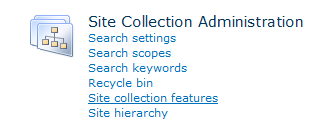 Site Collection Administration
Search settings
Search scopes
Search keywords
Recycle bin
Site collection features
Site hierarchy